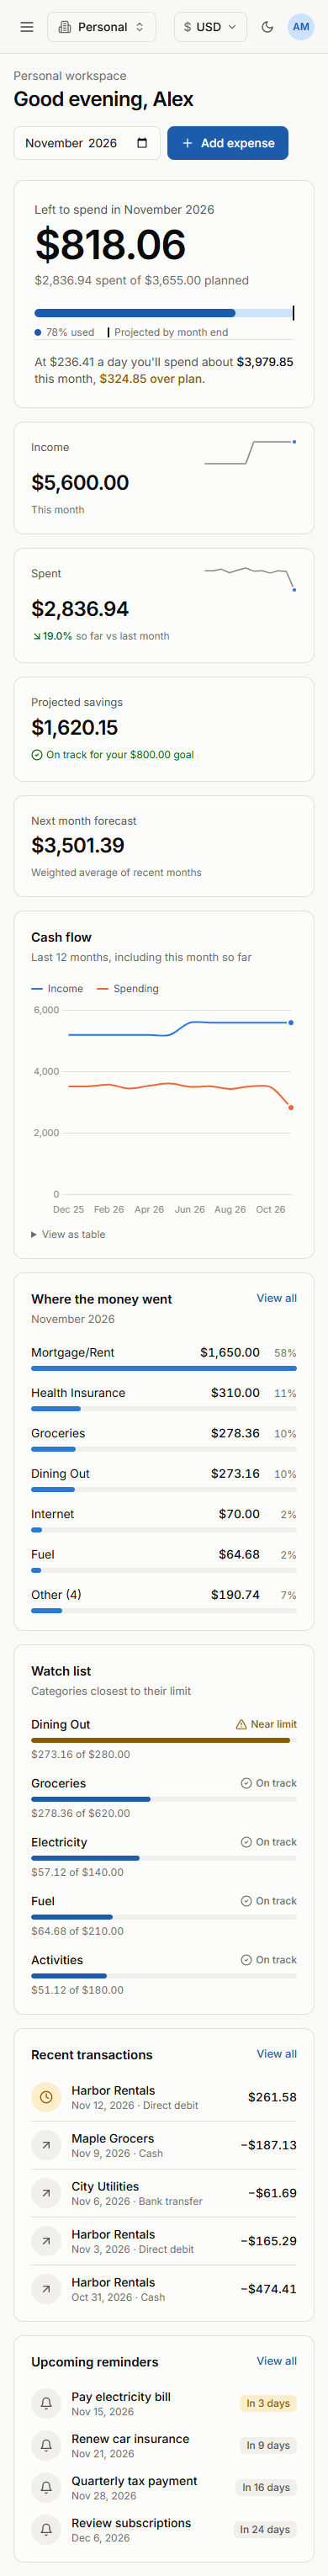 Personal
$ USD
AM
Personal workspace
Good evening, Alex
November 2026
Add expense
Left to spend in November 2026
$818.06
$2,836.94 spent of $3,655.00 planned
78% used
Projected by month end
At $236.41 a day you'll spend about $3,979.85
this month, $324.85 over plan.
Income
$5,600.00
This month
Spent
$2,836.94
19.0% so far vs last month
Projected savings
$1,620.15
On track for your $800.00 goal
Next month forecast
$3,501.39
Weighted average of recent months
Cash flow
Last 12 months, including this month so far
Income
Spending
6,000
4,000
2,000
0
Dec 25 Feb 26 Apr 26 Jun 26 Aug 26 Oct 26
View as table
Where the money went View all
November 2026
Mortgage/Rent $1,650.00 58%
Health Insurance $310.00 11%
Groceries $278.36 10%
Dining Out $273.16 10%
Internet $70.00 2%
Fuel $64.68 2%
Other (4) $190.74 7%
Watch list
Categories closest to their limit
Dining Out Near limit
$273.16 of $280.00
Groceries On track
$278.36 of $620.00
Electricity On track
$57.12 of $140.00
Fuel On track
$64.68 of $210.00
Activities On track
$51.12 of $180.00
Recent transactions View all
Harbor Rentals $261.58
Nov 12, 2026 · Direct debit
Maple Grocers −$187.13
Nov 9, 2026 · Cash
City Utilities −$61.69
Nov 6, 2026 · Bank transfer
Harbor Rentals −$165.29
Nov 3, 2026 · Direct debit
Harbor Rentals −$474.41
Oct 31, 2026 · Cash
Upcoming reminders View all
Pay electricity bill In 3 days
Nov 15, 2026
Renew car insurance In 9 days
Nov 21, 2026
Quarterly tax payment In 16 days
Nov 28, 2026
Review subscriptions In 24 days
Dec 6, 2026